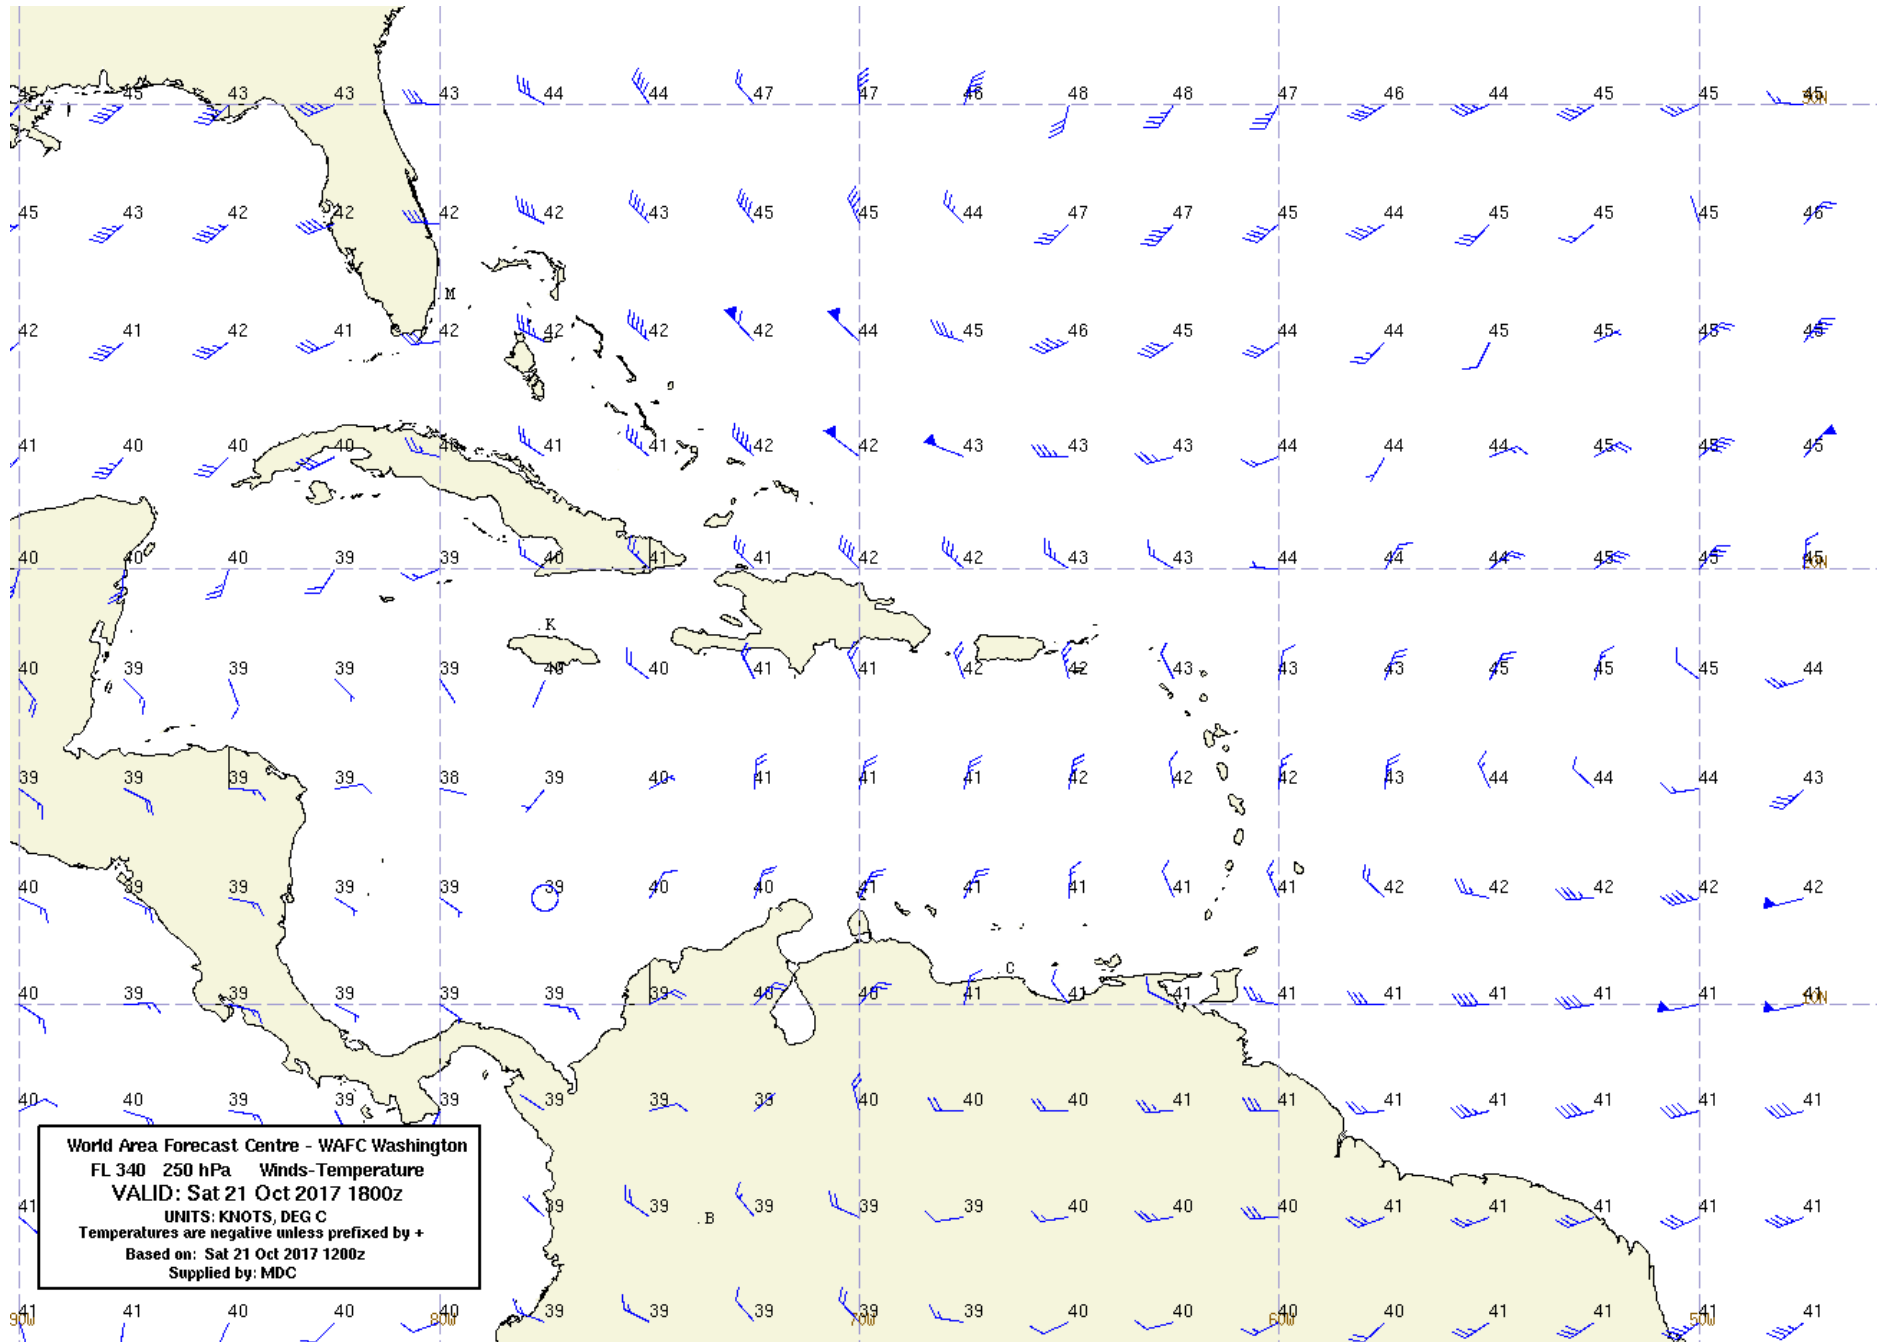 45 45 43 43 43 44 44 47 47 46 48 48 47 46 44 45 45 45 30N
45 43 42 42 42 42 43 45 45 44 47 47 45 44 45 45 45 46
.M
42 41 42 41 42 42 42 42 44 45 46 45 44 44 45 45 45
41 40 40 40 40 41 41 42 42 43 43 43 44 44 44 45 45 45
40 40 40 39 39 40 41 41 42 42 43 43 44 44 44 45 45 45 20N
.K
40 39 39 39 39 40 40 41 41 42 42 43 43 43 45 45 45 44
39 39 39 39 38 39 40 41 41 41 42 42 42 43 44 44 44 43
40 39 39 39 39 39 40 40 41 41 41 41 41 42 42 42 42 42
.C
40 39 39 39 39 39 39 40 40 41 41 41 41 41 41 41 41 41 10N
40 40 39 39 39 39 39 39 40 40 40 41 41 41 41 41 41 41
World Area Forecast Centre - WAFC Washington
FL 340 250 hPa Winds-Temperature
VALID: Sat 21 Oct 2017 1800z
UNITS: KNOTS, DEG C
Temperatures are negative unless prefixed by +
Based on: Sat 21 Oct 2017 1200z
Supplied by: MDC
41 39 39 39 39 40 40 40 40 41 41 41 41
.B
41 41 40 40 40 39 39 39 39 39 40 40 40 40 41 41 41 41
90W 80W 70W 60W 50W